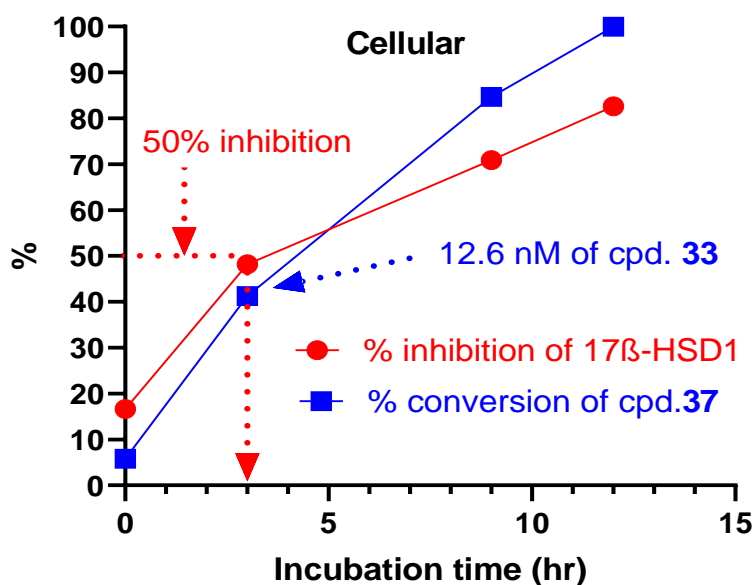 Cellular
100
90
80
70
60
50
40
30
20
10
0
%
50% inhibition
12.6 nM of cpd. 33
% inhibition of 17ß-HSD1
% conversion of cpd.37
0 5 10 15
Incubation time (hr)